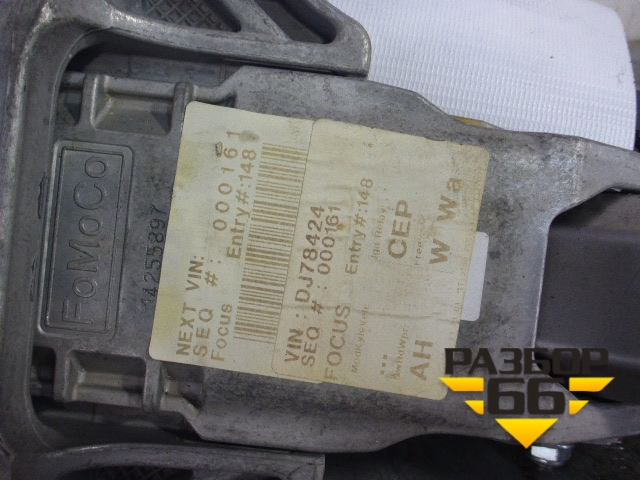 FoMoCo
14255897
NEXT VIN:
SEQ #: 000161
Focus Entry#:148
VIN : DJ78424
SEQ # : 000161
FOCUS Entry#:148
CEP
W wa
AH
***
РАЗБОР
66